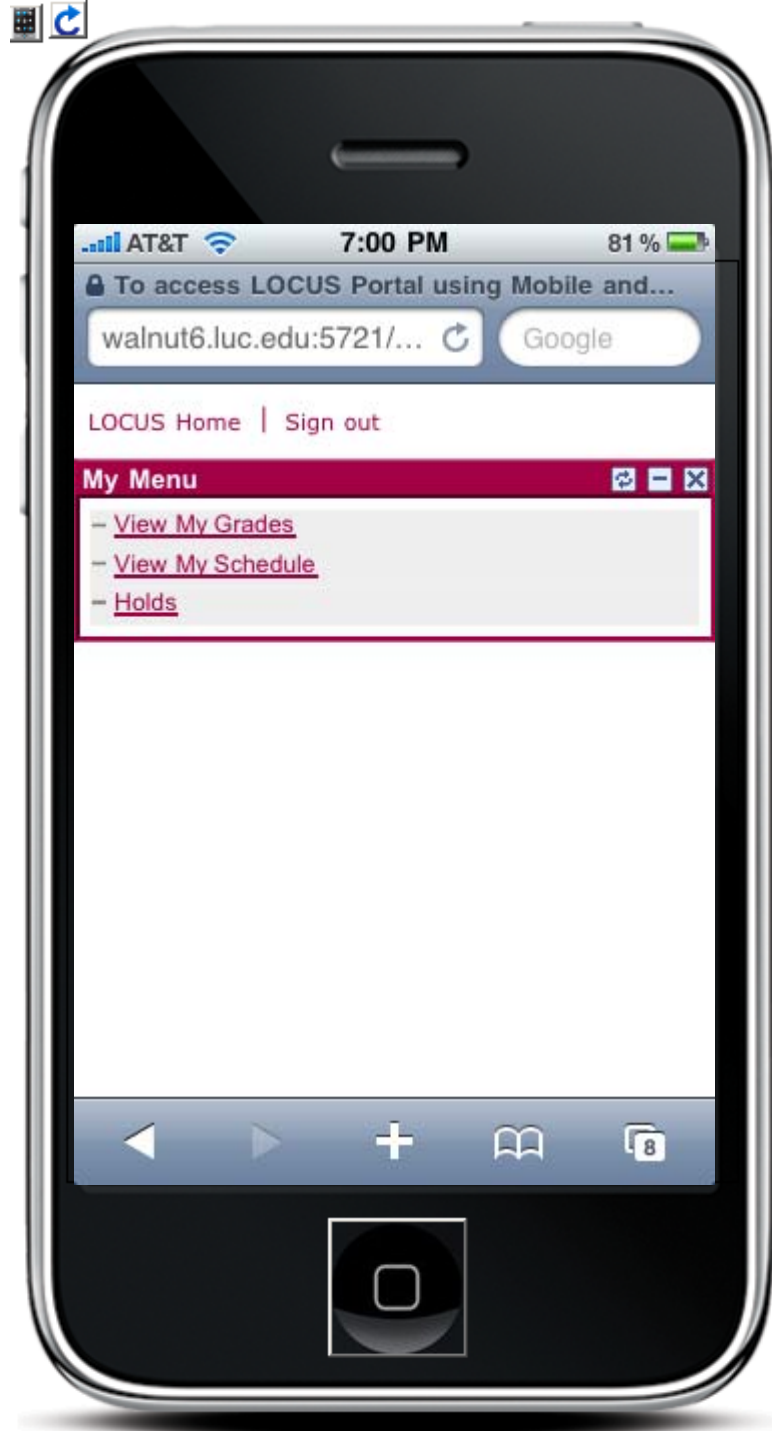 AT&T 7:00 PM 81 %
To access LOCUS Portal using Mobile and...
walnut6.luc.edu:5721/... Google
LOCUS Home | Sign out
My Menu
– View My Grades
– View My Schedule
– Holds
8